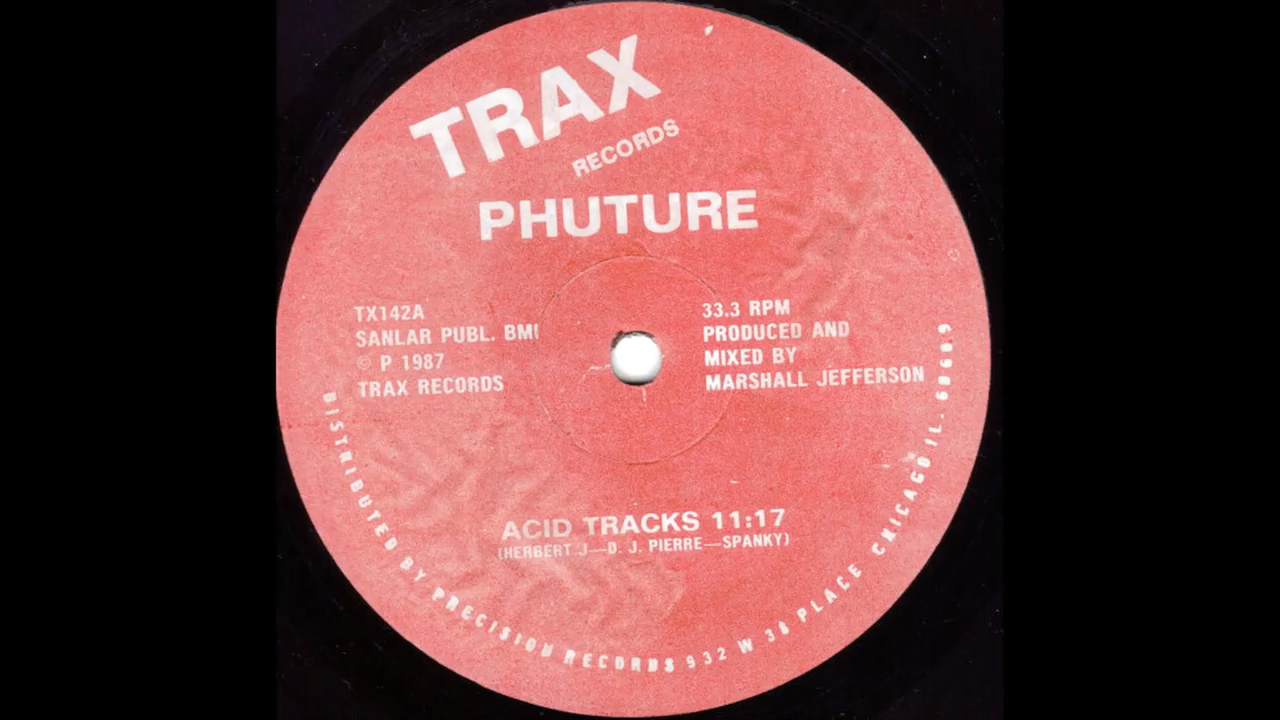 TRAX
RECORDS
PHUTURE
TX142A
SANLAR PUBL. BMI
© P 1987
TRAX RECORDS
33.3 RPM
PRODUCED AND
MIXED BY
MARSHALL JEFFERSON
ACID TRACKS 11:17
(HERBERT J—D. J. PIERRE—SPANKY)
DISTRIBUTED BY PRECISION RECORDS 932 W 38 PLACE CHICAGO IL. 60609